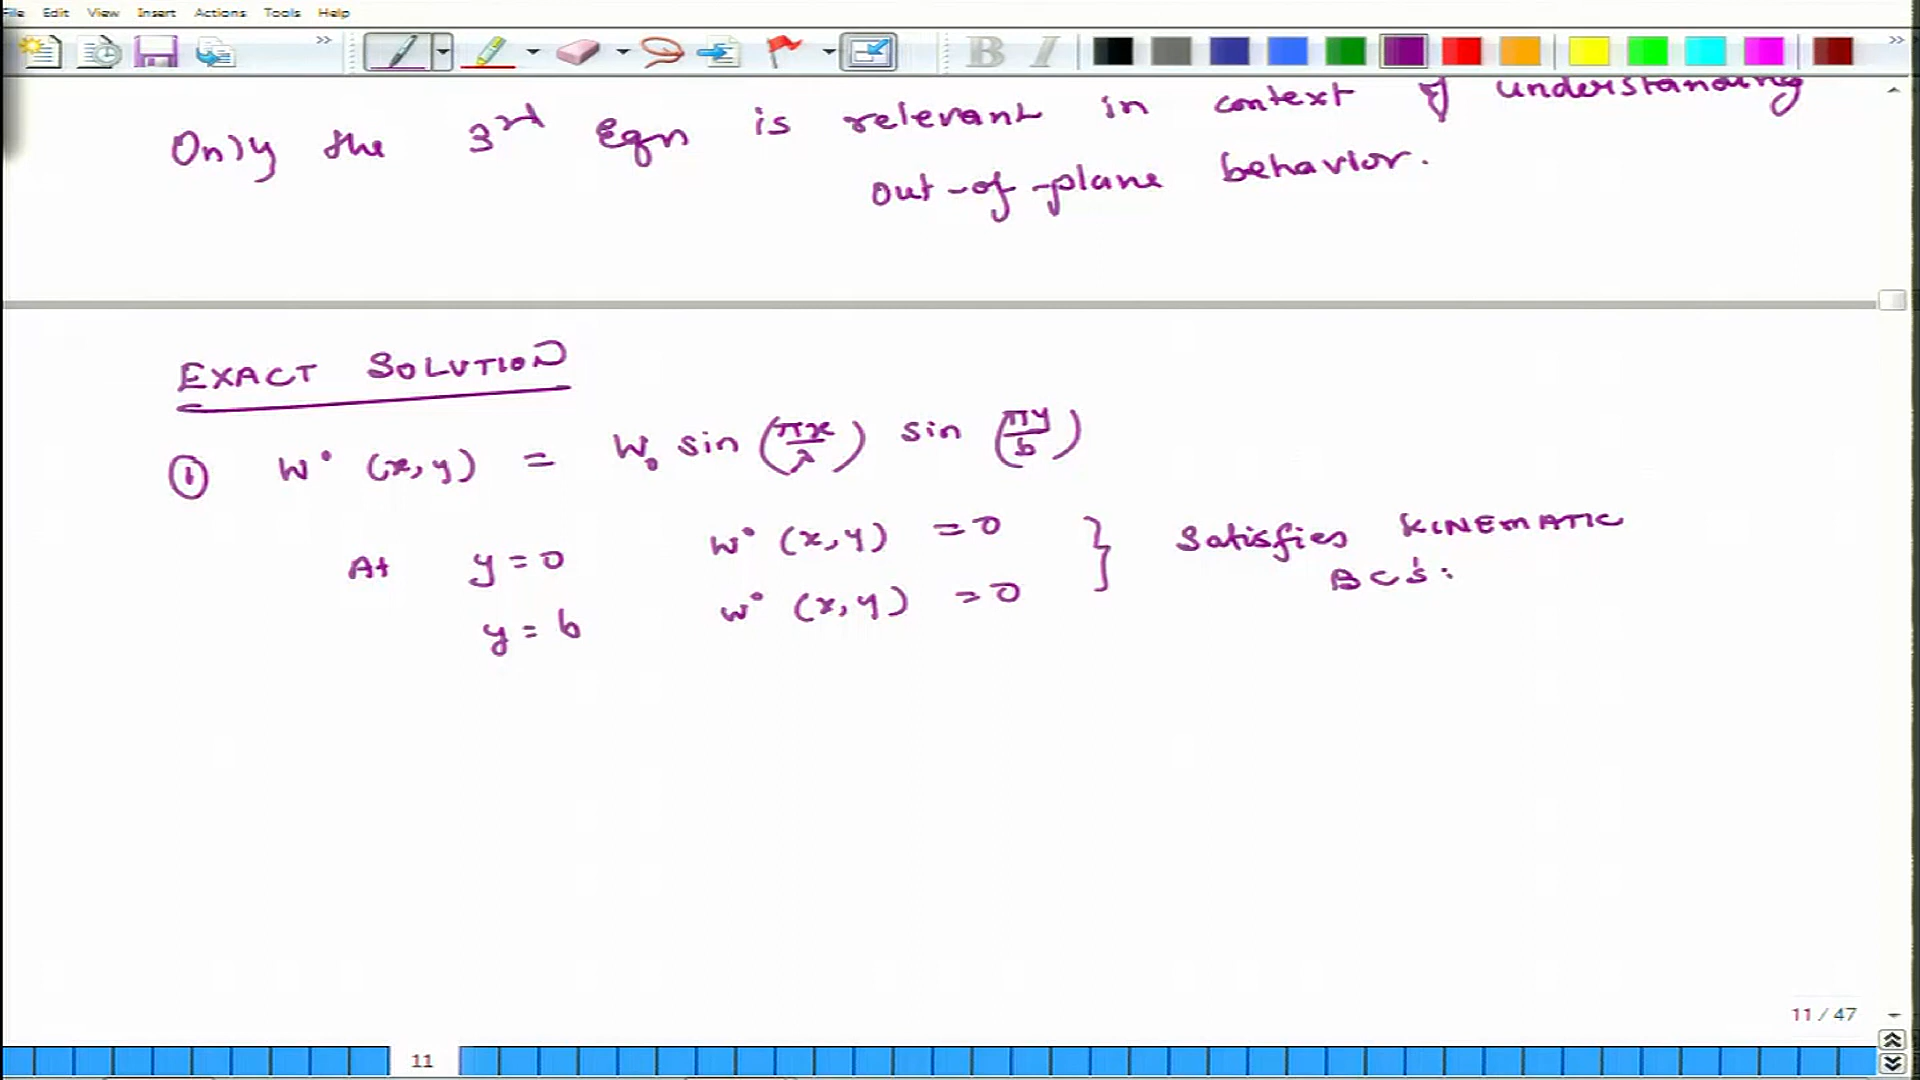 File Edit View Insert Actions Tools Help
B I
Only the 3rd Eqn is relevant in context of understanding
out-of-plane behavior.
EXACT SOLUTION
① W° (x,y) = W₀ sin (πx/λ) sin (πy/b)
At y=0 W° (x,y) =0 } Satisfies KINEMATIC
BC's.
y=b W° (x,y) =0
11 / 47
11